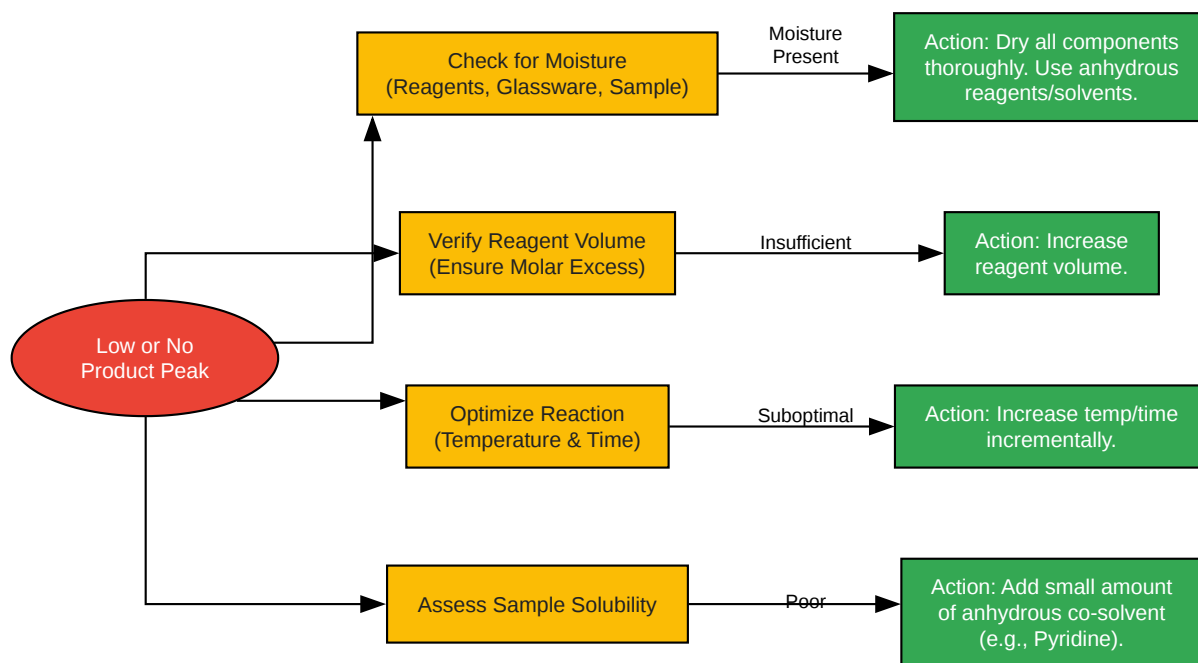 Low or No
Product Peak
Check for Moisture
(Reagents, Glassware, Sample)
Moisture
Present
Action: Dry all components
thoroughly. Use anhydrous
reagents/solvents.
Verify Reagent Volume
(Ensure Molar Excess)
Insufficient
Action: Increase
reagent volume.
Optimize Reaction
(Temperature & Time)
Suboptimal
Action: Increase temp/time
incrementally.
Assess Sample Solubility
Poor
Action: Add small amount
of anhydrous co-solvent
(e.g., Pyridine).